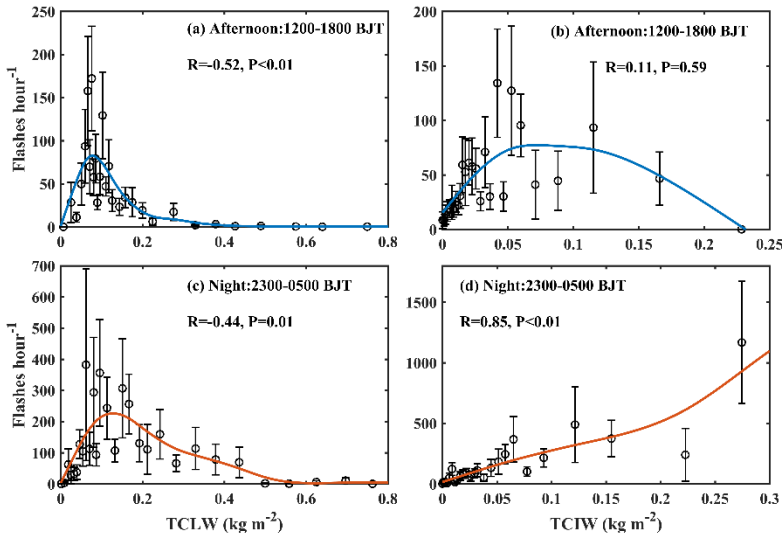 (a) Afternoon:1200-1800 BJT
R=-0.52, P<0.01
Flashes hour⁻¹
250
200
150
100
50
0
0 0.2 0.4 0.6 0.8
(b) Afternoon:1200-1800 BJT
R=0.11, P=0.59
200
150
100
50
0
0 0.05 0.1 0.15 0.2 0.25
(c) Night:2300-0500 BJT
R=-0.44, P=0.01
Flashes hour⁻¹
700
600
500
400
300
200
100
0
0 0.2 0.4 0.6 0.8
TCLW (kg m⁻²)
(d) Night:2300-0500 BJT
R=0.85, P<0.01
1500
1000
500
0
0 0.05 0.1 0.15 0.2 0.25 0.3
TCIW (kg m⁻²)